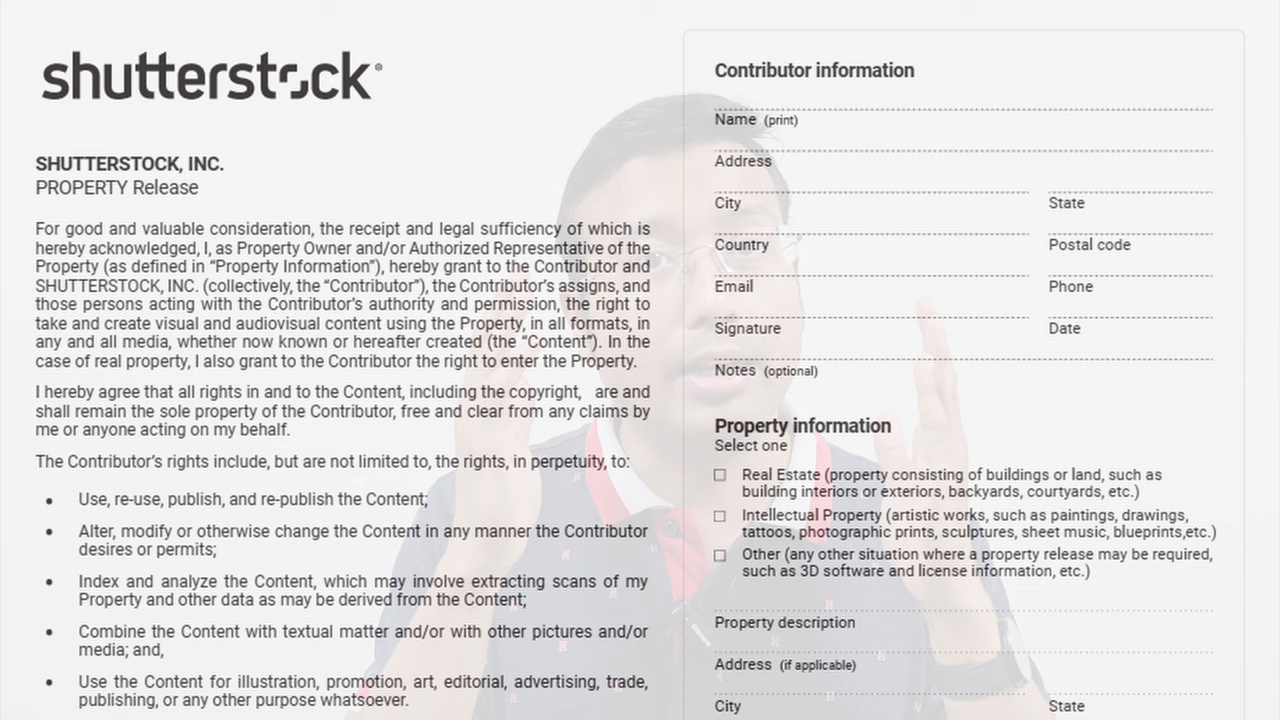 shutterstock®
SHUTTERSTOCK, INC.
PROPERTY Release
For good and valuable consideration, the receipt and legal sufficiency of which is
hereby acknowledged, I, as Property Owner and/or Authorized Representative of the
Property (as defined in “Property Information”), hereby grant to the Contributor and
SHUTTERSTOCK, INC. (collectively, the “Contributor”), the Contributor’s assigns, and
those persons acting with the Contributor’s authority and permission, the right to
take and create visual and audiovisual content using the Property, in all formats, in
any and all media, whether now known or hereafter created (the “Content”). In the
case of real property, I also grant to the Contributor the right to enter the Property.
I hereby agree that all rights in and to the Content, including the copyright, are and
shall remain the sole property of the Contributor, free and clear from any claims by
me or anyone acting on my behalf.
The Contributor’s rights include, but are not limited to, the rights, in perpetuity, to:
• Use, re-use, publish, and re-publish the Content;
• Alter, modify or otherwise change the Content in any manner the Contributor
desires or permits;
• Index and analyze the Content, which may involve extracting scans of my
Property and other data as may be derived from the Content;
• Combine the Content with textual matter and/or with other pictures and/or
media; and,
• Use the Content for illustration, promotion, art, editorial, advertising, trade,
publishing, or any other purpose whatsoever.
Contributor information
Name (print)
Address
City State
Country Postal code
Email Phone
Signature Date
Notes (optional)
Property information
Select one
☐ Real Estate (property consisting of buildings or land, such as
building interiors or exteriors, backyards, courtyards, etc.)
☐ Intellectual Property (artistic works, such as paintings, drawings,
tattoos, photographic prints, sculptures, sheet music, blueprints,etc.)
☐ Other (any other situation where a property release may be required,
such as 3D software and license information, etc.)
Property description
Address (if applicable)
City State